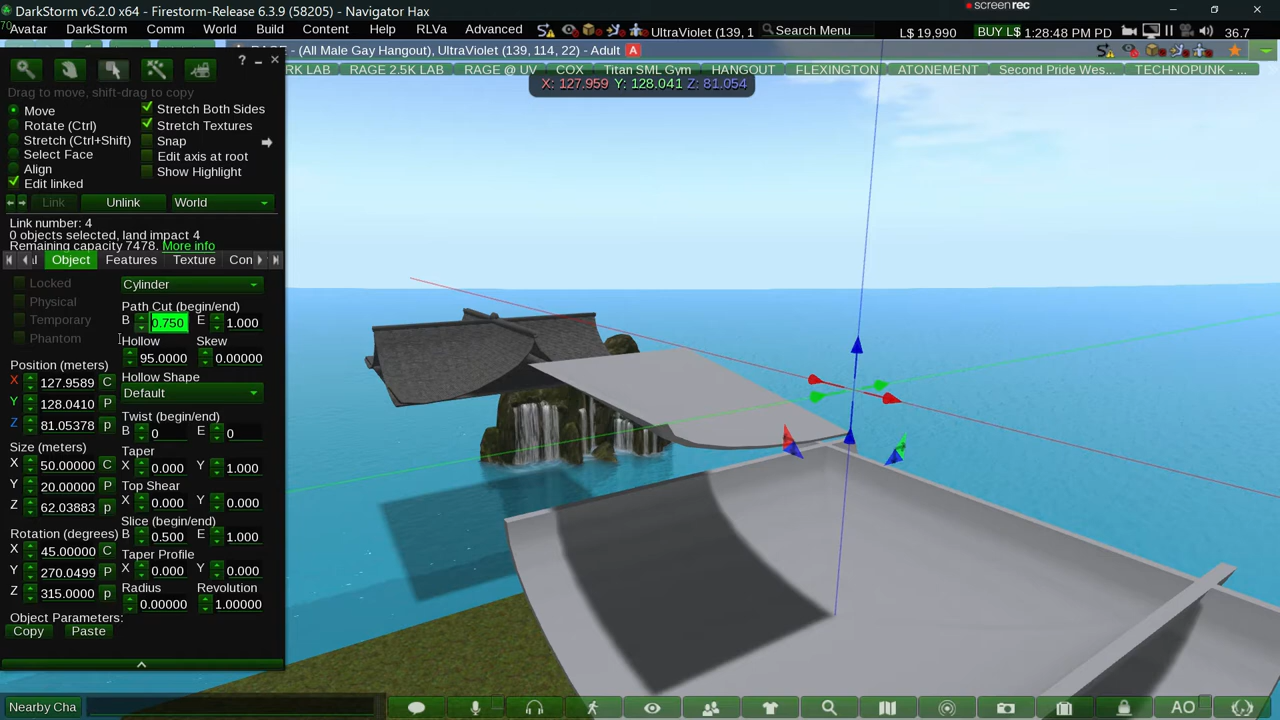 DarkStorm v6.2.0 x64 - Firestorm-Release 6.3.9 (58205) - Navigator Hax
screenrec
70
Avatar DarkStorm Comm World Build Content Help RLVa Advanced UltraViolet (139, 1 Search Menu L$ 19,990 BUY L$ 1:28:48 PM PD 36.7
(All Male Gay Hangout), UltraViolet (139, 114, 22) - Adult A
RK LAB RAGE 2.5K LAB RAGE @ UV COX Titan SML Gym HANGOUT FLEXINGTON ATONEMENT Second Pride Wes... TECHNOPUNK - ...
X: 127.959 Y: 128.041 Z: 81.054
Drag to move, shift-drag to copy
Move
Rotate (Ctrl)
Stretch (Ctrl+Shift)
Select Face
Align
Edit linked
Stretch Both Sides
Stretch Textures
Snap
Edit axis at root
Show Highlight
Link Unlink World
Link number: 4
0 objects selected, land impact 4
Remaining capacity 7478. More info
al Object Features Texture Con
Locked
Physical
Temporary
Phantom
Position (meters)
X 127.9589 C
Y 128.0410 P
Z 81.05378 p
Size (meters)
X 50.00000 C
Y 20.00000 P
Z 62.03883 p
Rotation (degrees)
X 45.00000 C
Y 270.0499 P
Z 315.0000 p
Object Parameters:
Copy Paste
Cylinder
Path Cut (begin/end)
B 0.750 E 1.000
Hollow Skew
95.0000 0.00000
Hollow Shape
Default
Twist (begin/end)
B 0 E 0
Taper
X 0.000 Y 1.000
Top Shear
X 0.000 Y 0.000
Slice (begin/end)
B 0.500 E 1.000
Taper Profile
X 0.000 Y 0.000
Radius Revolution
0.00000 1.00000
Nearby Cha
AO